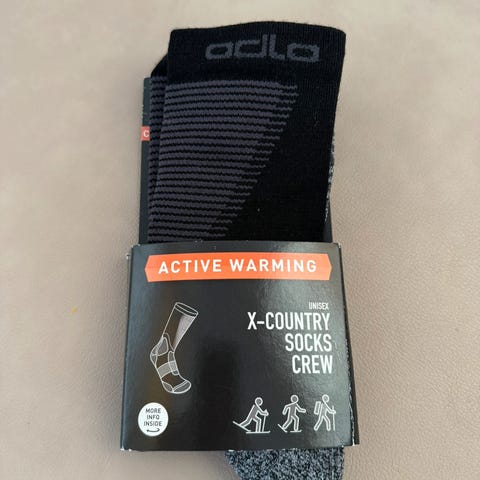 odlo
C
ACTIVE WARMING
UNISEX
X-COUNTRY
SOCKS
CREW
MORE
INFO
INSIDE